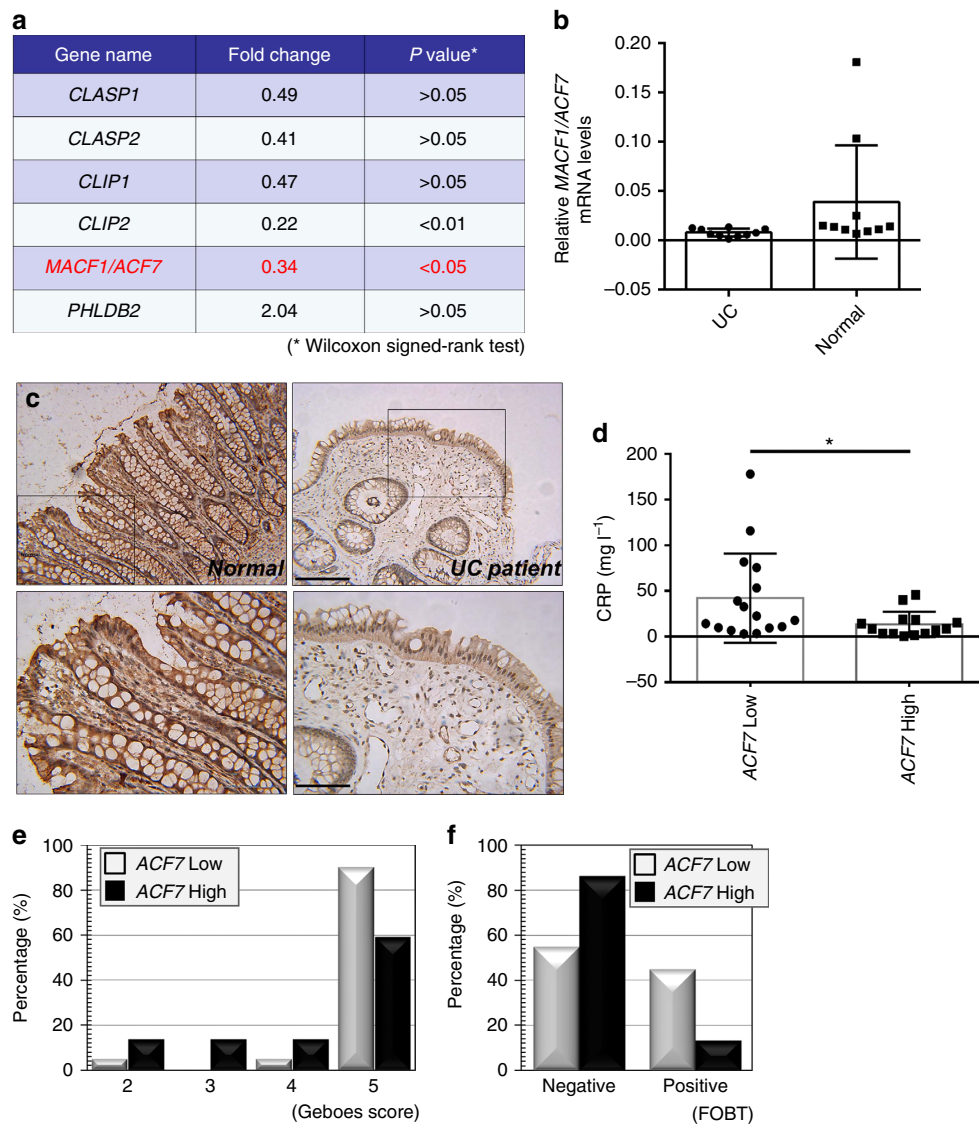 a
Gene name Fold change P value*
CLASP1 0.49 >0.05
CLASP2 0.41 >0.05
CLIP1 0.47 >0.05
CLIP2 0.22 <0.01
MACF1/ACF7 0.34 <0.05
PHLDB2 2.04 >0.05
(* Wilcoxon signed-rank test)
b
Relative MACF1/ACF7
mRNA levels
0.20
0.15
0.10
0.05
0.00
–0.05
UC
Normal
c
Normal
UC patient
d
CRP (mg l–1)
200
150
100
50
0
–50
*
ACF7 Low
ACF7 High
e
Percentage (%)
100
80
60
40
20
0
ACF7 Low
ACF7 High
2 3 4 5
(Geboes score)
f
Percentage (%)
100
80
60
40
20
0
ACF7 Low
ACF7 High
Negative Positive
(FOBT)